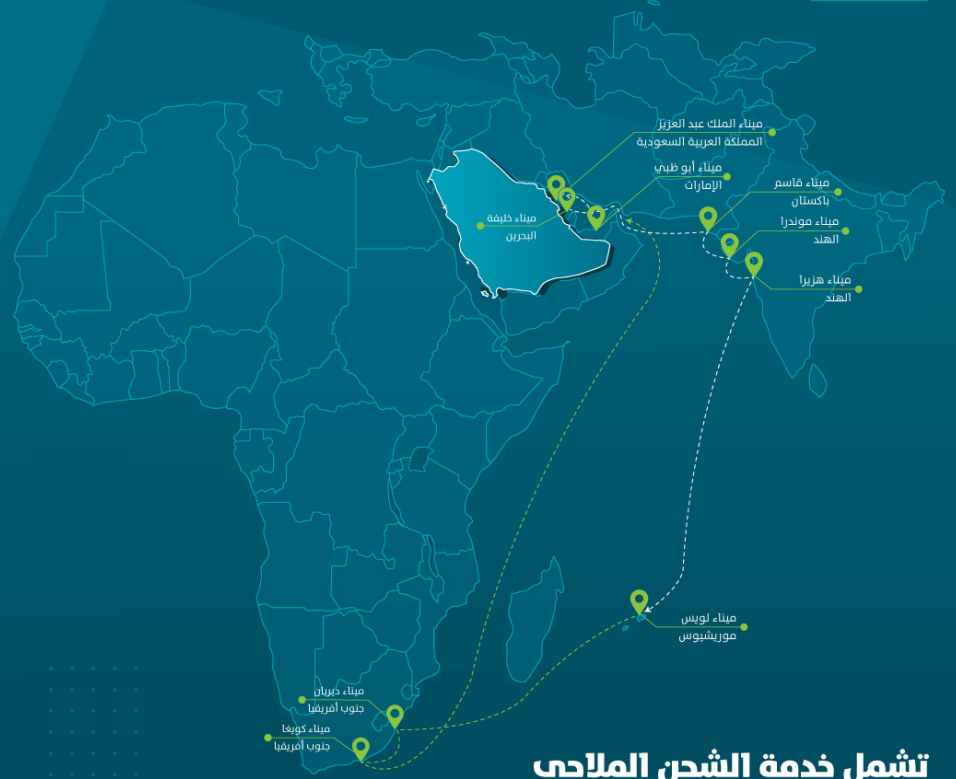 ميناء الملك عبد العزيز
المملكة العربية السعودية
ميناء أبو ظبي
الإمارات
ميناء قاسم
باكستان
ميناء خليفة
البحرين
ميناء موندرا
الهند
ميناء هزيرا
الهند
ميناء لويس
موريشيوس
ميناء ديربان
جنوب أفريقيا
ميناء كويغا
جنوب أفريقيا
تشمل خدمة الشحن الملاحي